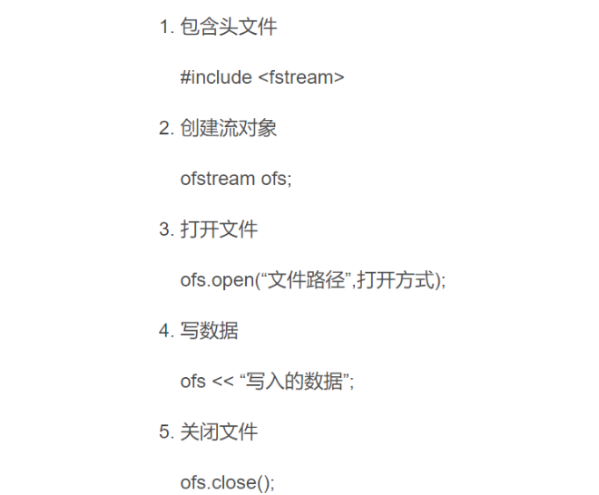 1. 包含头文件
#include <fstream>
2. 创建流对象
ofstream ofs;
3. 打开文件
ofs.open(“文件路径”,打开方式);
4. 写数据
ofs << “写入的数据”;
5. 关闭文件
ofs.close();